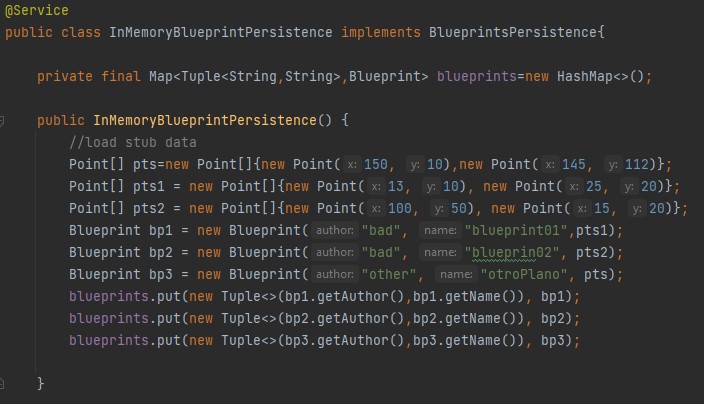 @Service
public class InMemoryBlueprintPersistence implements BlueprintsPersistence{
private final Map<Tuple<String,String>,Blueprint> blueprints=new HashMap<>();
public InMemoryBlueprintPersistence() {
//load stub data
Point[] pts=new Point[]{new Point( x: 150, y: 10),new Point( x: 145, y: 112)};
Point[] pts1 = new Point[]{new Point( x: 13, y: 10), new Point( x: 25, y: 20)};
Point[] pts2 = new Point[]{new Point( x: 100, y: 50), new Point( x: 15, y: 20)};
Blueprint bp1 = new Blueprint( author: "bad", name: "blueprint01",pts1);
Blueprint bp2 = new Blueprint( author: "bad", name: "blueprin02", pts2);
Blueprint bp3 = new Blueprint( author: "other", name: "otroPlano", pts);
blueprints.put(new Tuple<>(bp1.getAuthor(),bp1.getName()), bp1);
blueprints.put(new Tuple<>(bp2.getAuthor(),bp2.getName()), bp2);
blueprints.put(new Tuple<>(bp3.getAuthor(),bp3.getName()), bp3);
}